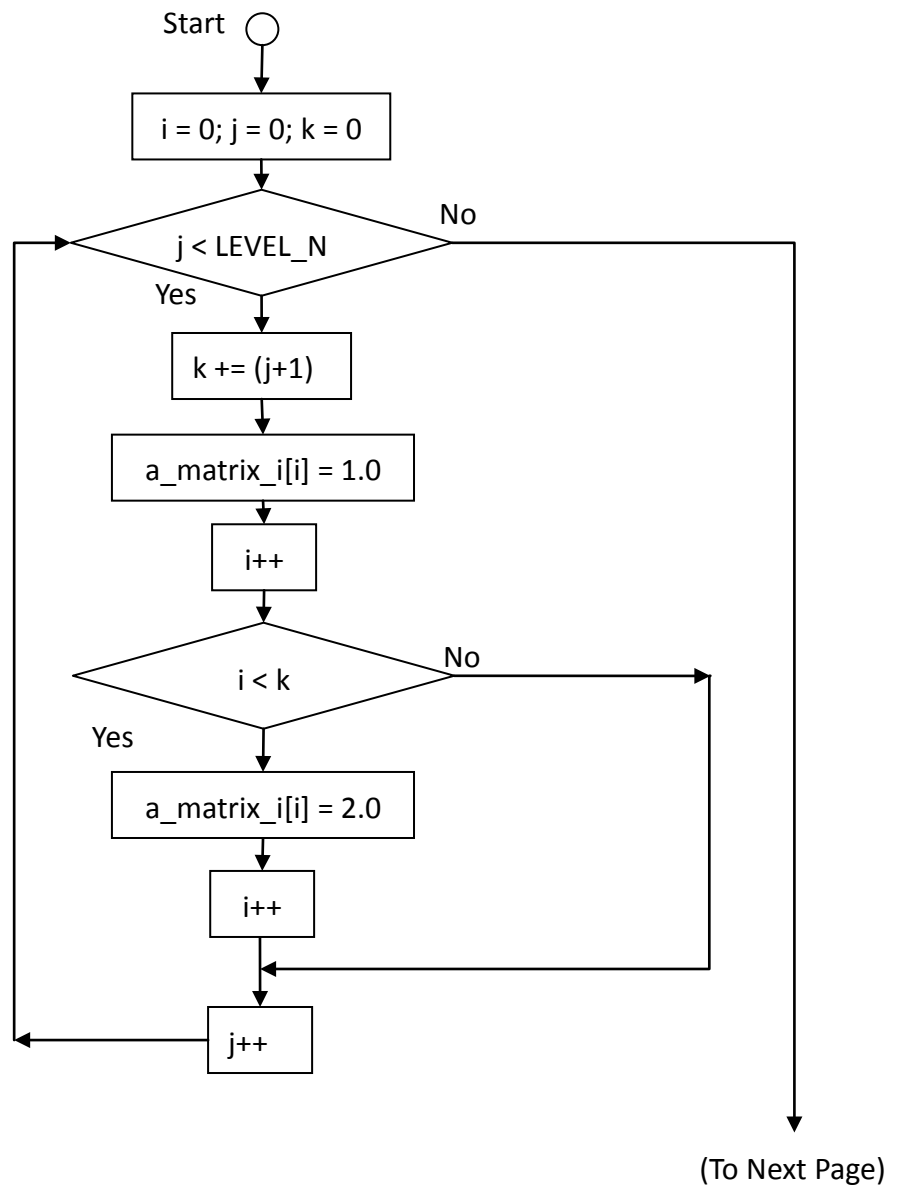 Start
i = 0; j = 0; k = 0
No
j < LEVEL_N
Yes
k += (j+1)
a_matrix_i[i] = 1.0
i++
No
i < k
Yes
a_matrix_i[i] = 2.0
i++
j++
(To Next Page)